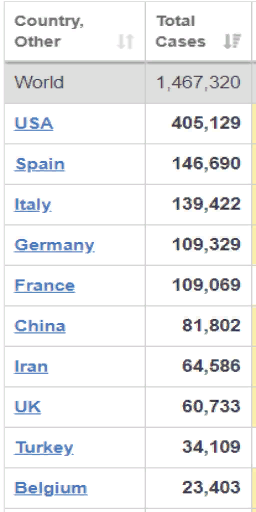 Country, Other Total Cases
World 1,467,320
USA 405,129
Spain 146,690
Italy 139,422
Germany 109,329
France 109,069
China 81,802
Iran 64,586
UK 60,733
Turkey 34,109
Belgium 23,403